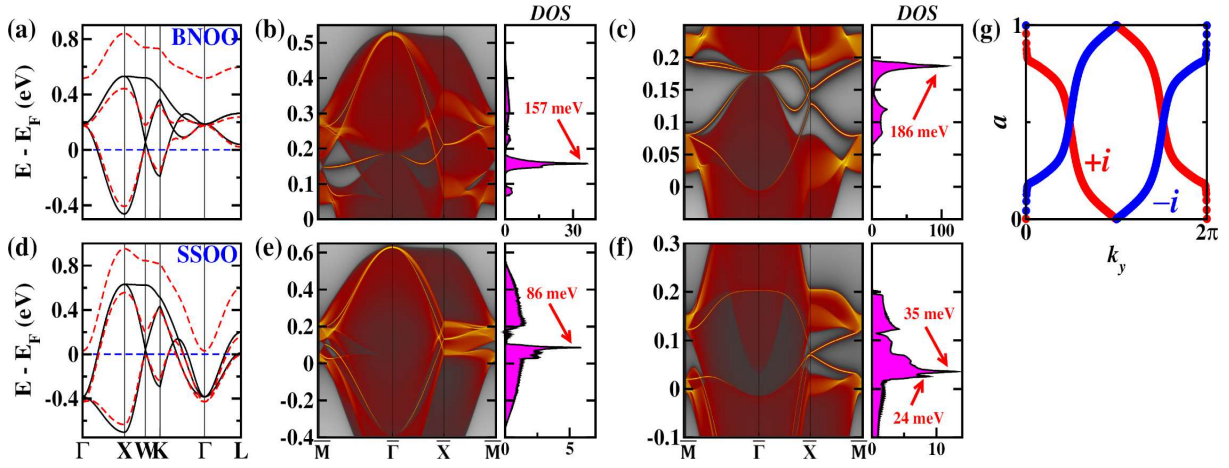 (a)
BNOO
E - E_F (eV)
0.8
0.4
0
-0.4
(b)
0.5
0.4
0.3
0.2
0.1
0
DOS
157 meV
0
30
(c)
0.2
0.15
0.1
0.05
0
DOS
186 meV
0
100
(g)
1
a
0
+i
−i
0
k_y
2π
(d)
SSOO
E - E_F (eV)
0.8
0.4
0
-0.4
Γ X W K Γ L
(e)
0.6
0.4
0.2
0
-0.2
-0.4
M̅ Γ̅ X̅ M̅
86 meV
0
5
(f)
0.3
0.2
0.1
0
-0.1
M̅ Γ̅ X̅ M̅
35 meV
24 meV
0
10